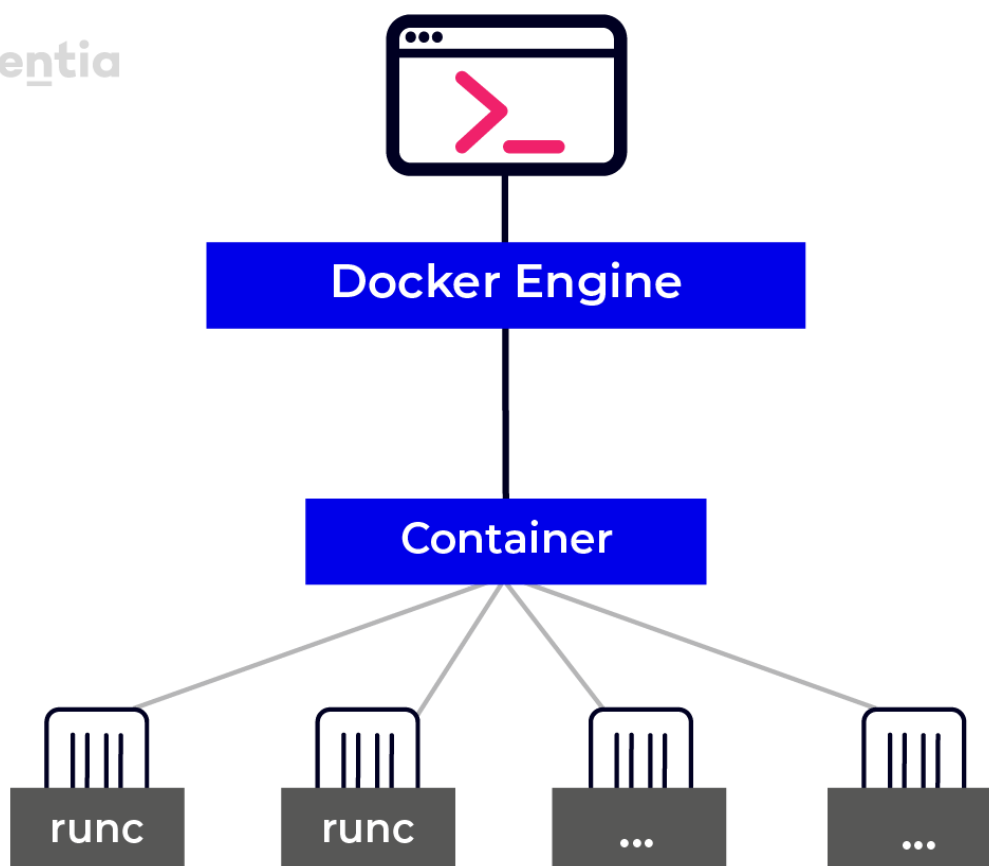 entia
>_
Docker Engine
Container
runc
runc
...
...